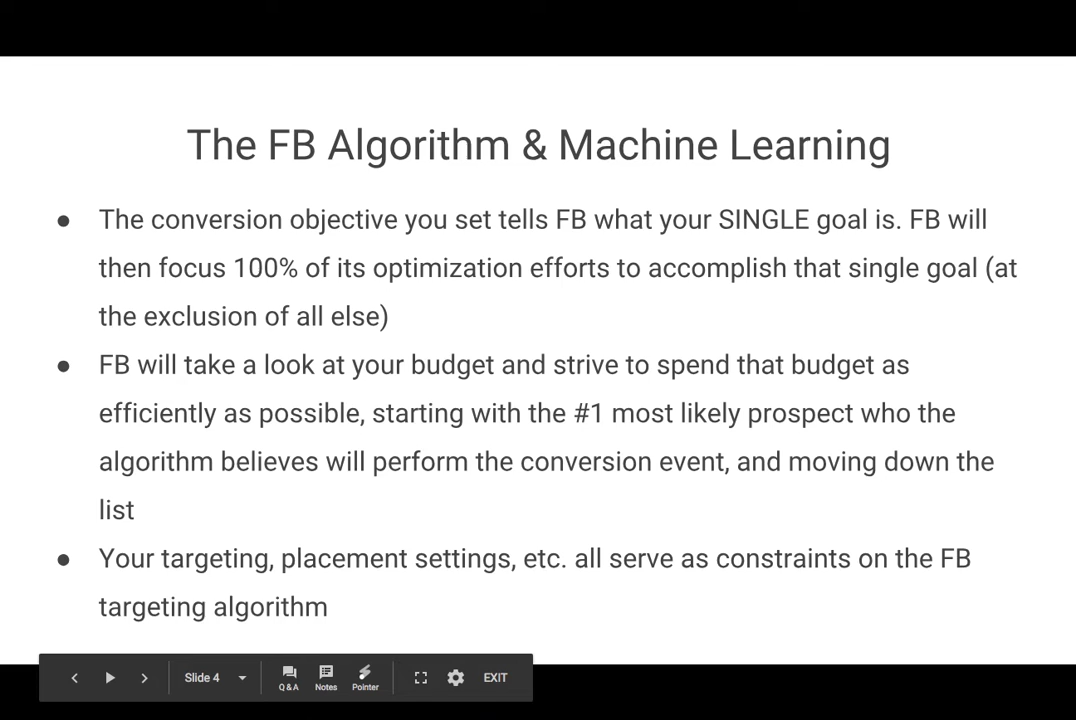 The FB Algorithm & Machine Learning
● The conversion objective you set tells FB what your SINGLE goal is. FB will
then focus 100% of its optimization efforts to accomplish that single goal (at
the exclusion of all else)
● FB will take a look at your budget and strive to spend that budget as
efficiently as possible, starting with the #1 most likely prospect who the
algorithm believes will perform the conversion event, and moving down the
list
● Your targeting, placement settings, etc. all serve as constraints on the FB
targeting algorithm
Slide 4 Q & A Notes Pointer EXIT